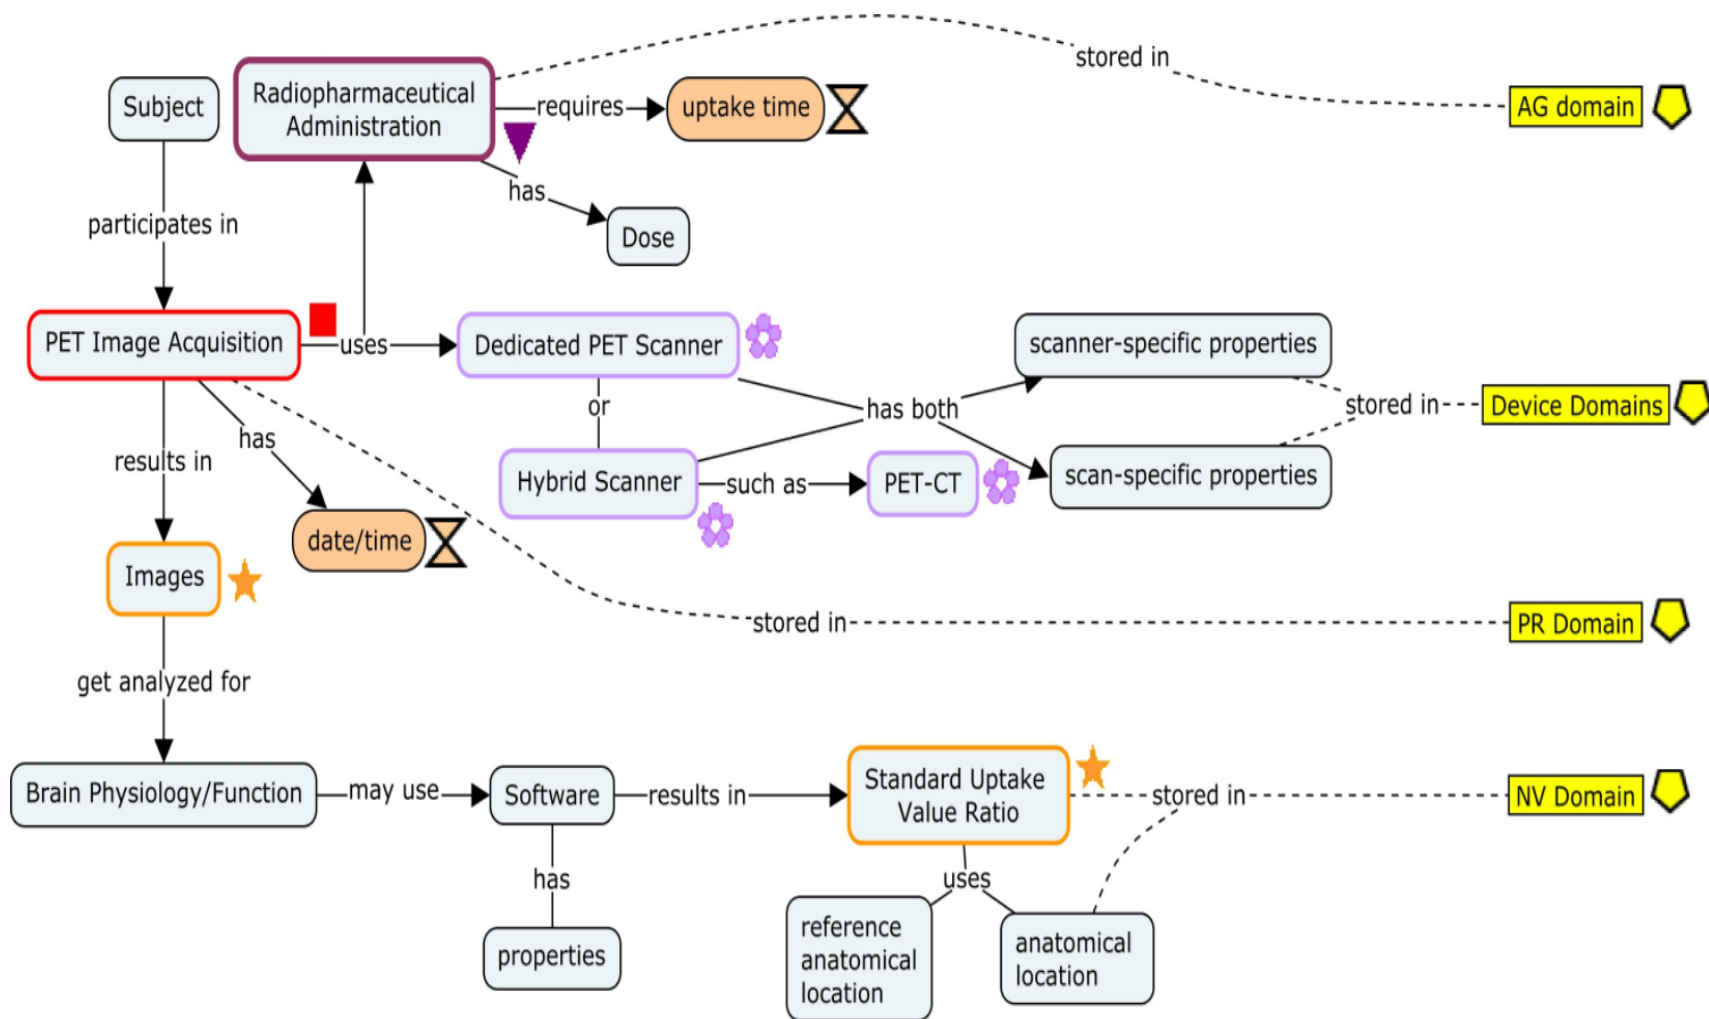 stored in
Subject
Radiopharmaceutical
Administration
requires
uptake time
AG domain
has
participates in
Dose
PET Image Acquisition
uses
Dedicated PET Scanner
scanner-specific properties
or
has both
stored in
Device Domains
has
results in
Hybrid Scanner
such as
PET-CT
scan-specific properties
date/time
Images
stored in
PR Domain
get analyzed for
Brain Physiology/Function
may use
Software
results in
Standard Uptake
Value Ratio
stored in
NV Domain
has
uses
reference
anatomical
location
anatomical
location
properties